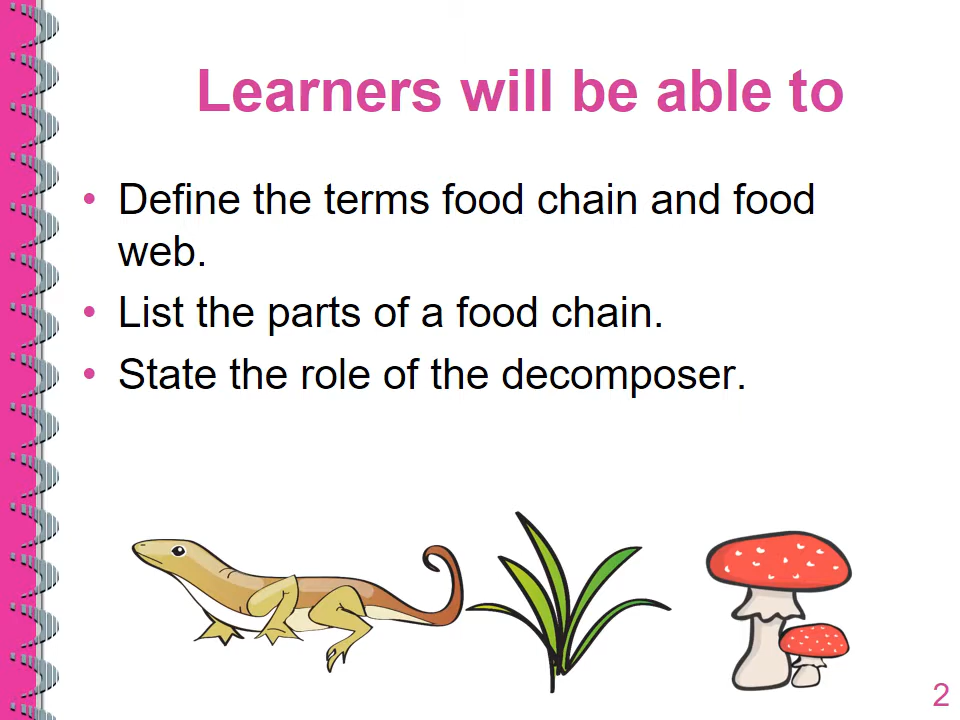 Learners will be able to
• Define the terms food chain and food
web.
• List the parts of a food chain.
• State the role of the decomposer.
2